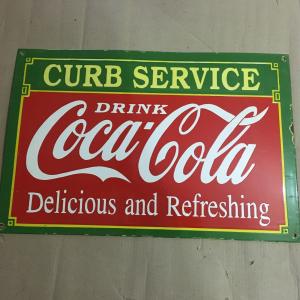 CURB SERVICE
DRINK
Coca-Cola
Delicious and Refreshing